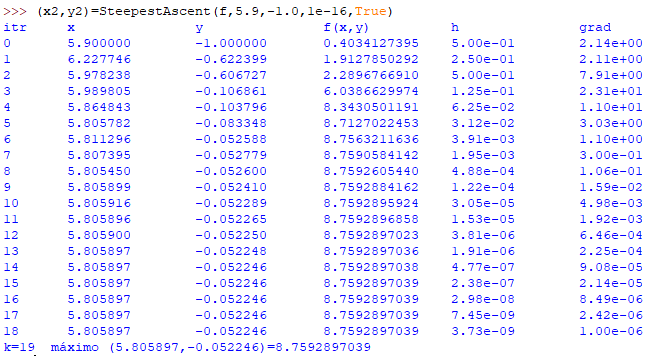 >>> (x2,y2)=SteepestAscent(f,5.9,-1.0,1e-16,True)
itr x y f(x,y) h grad
0 5.900000 -1.000000 0.4034127395 5.00e-01 2.14e+00
1 6.227746 -0.622399 1.9127850292 2.50e-01 2.11e+00
2 5.978238 -0.606727 2.2896766910 5.00e-01 7.91e+00
3 5.989805 -0.106861 6.0386629974 1.25e-01 2.31e+01
4 5.864843 -0.103796 8.3430501191 6.25e-02 1.10e+01
5 5.805782 -0.083348 8.7127022453 3.12e-02 3.03e+00
6 5.811296 -0.052588 8.7563211636 3.91e-03 1.10e+00
7 5.807395 -0.052779 8.7590584142 1.95e-03 3.00e-01
8 5.805450 -0.052600 8.7592605440 4.88e-04 1.06e-01
9 5.805899 -0.052410 8.7592884162 1.22e-04 1.59e-02
10 5.805916 -0.052289 8.7592895924 3.05e-05 4.98e-03
11 5.805896 -0.052265 8.7592896858 1.53e-05 1.92e-03
12 5.805900 -0.052250 8.7592897023 3.81e-06 6.46e-04
13 5.805897 -0.052248 8.7592897036 1.91e-06 2.25e-04
14 5.805897 -0.052246 8.7592897038 4.77e-07 9.08e-05
15 5.805897 -0.052246 8.7592897039 2.38e-07 2.14e-05
16 5.805897 -0.052246 8.7592897039 2.98e-08 8.49e-06
17 5.805897 -0.052246 8.7592897039 7.45e-09 2.42e-06
18 5.805897 -0.052246 8.7592897039 3.73e-09 1.00e-06
k=19 máximo (5.805897,-0.052246)=8.7592897039